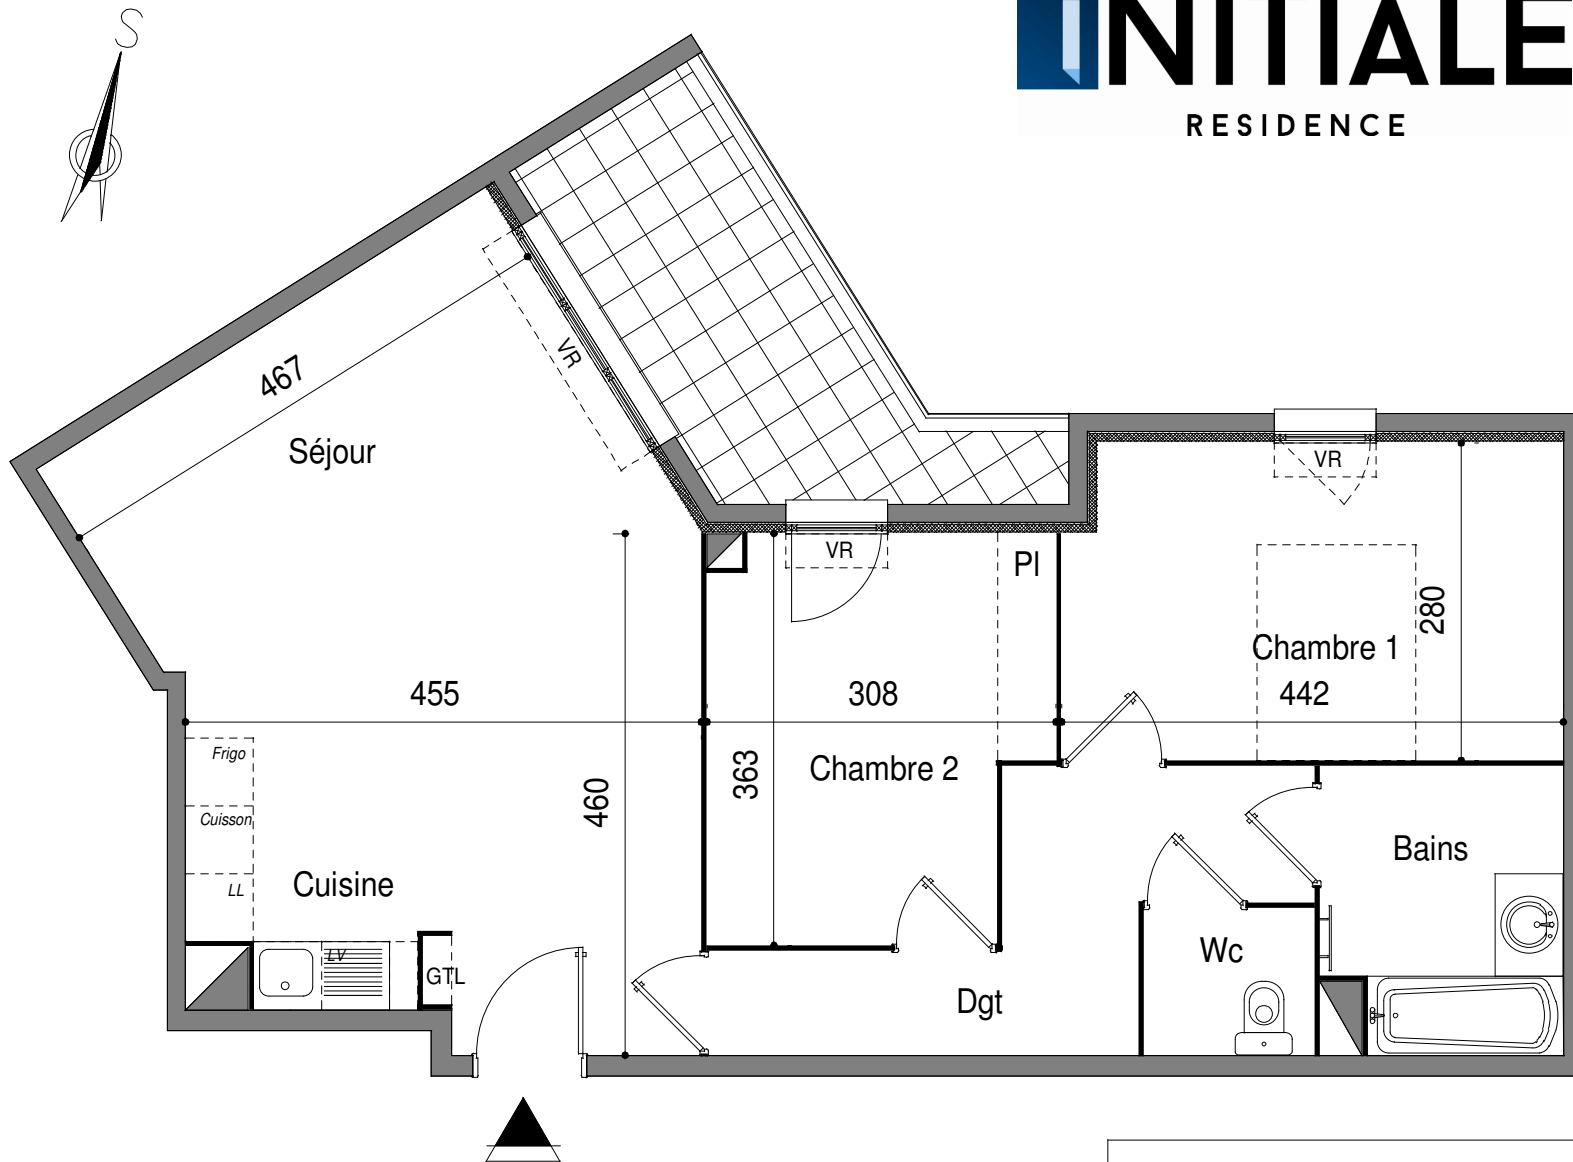 S
INITIALE
RESIDENCE
467
Séjour
VR
VR
VR
Pl
280
Chambre 1
455
308
442
Frigo
363
Chambre 2
460
Cuisson
Bains
LL
Cuisine
Wc
LV
GTL
Dgt